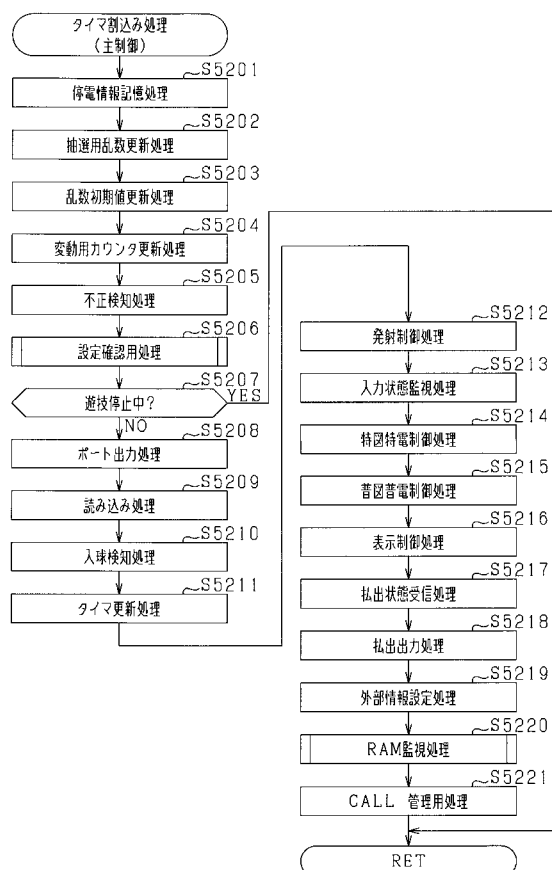 タイマ割込み処理
(主制御)
S5201
停電情報記憶処理
S5202
抽選用乱数更新処理
S5203
乱数初期値更新処理
S5204
変動用カウンタ更新処理
S5205
不正検知処理
S5206
設定確認用処理
S5207
遊技停止中?
YES
NO
S5208
ポート出力処理
S5209
読み込み処理
S5210
入球検知処理
S5211
タイマ更新処理
S5212
発射制御処理
S5213
入力状態監視処理
S5214
特図特電制御処理
S5215
普図普電制御処理
S5216
表示制御処理
S5217
払出状態受信処理
S5218
払出出力処理
S5219
外部情報設定処理
S5220
RAM監視処理
S5221
CALL 管理用処理
RET